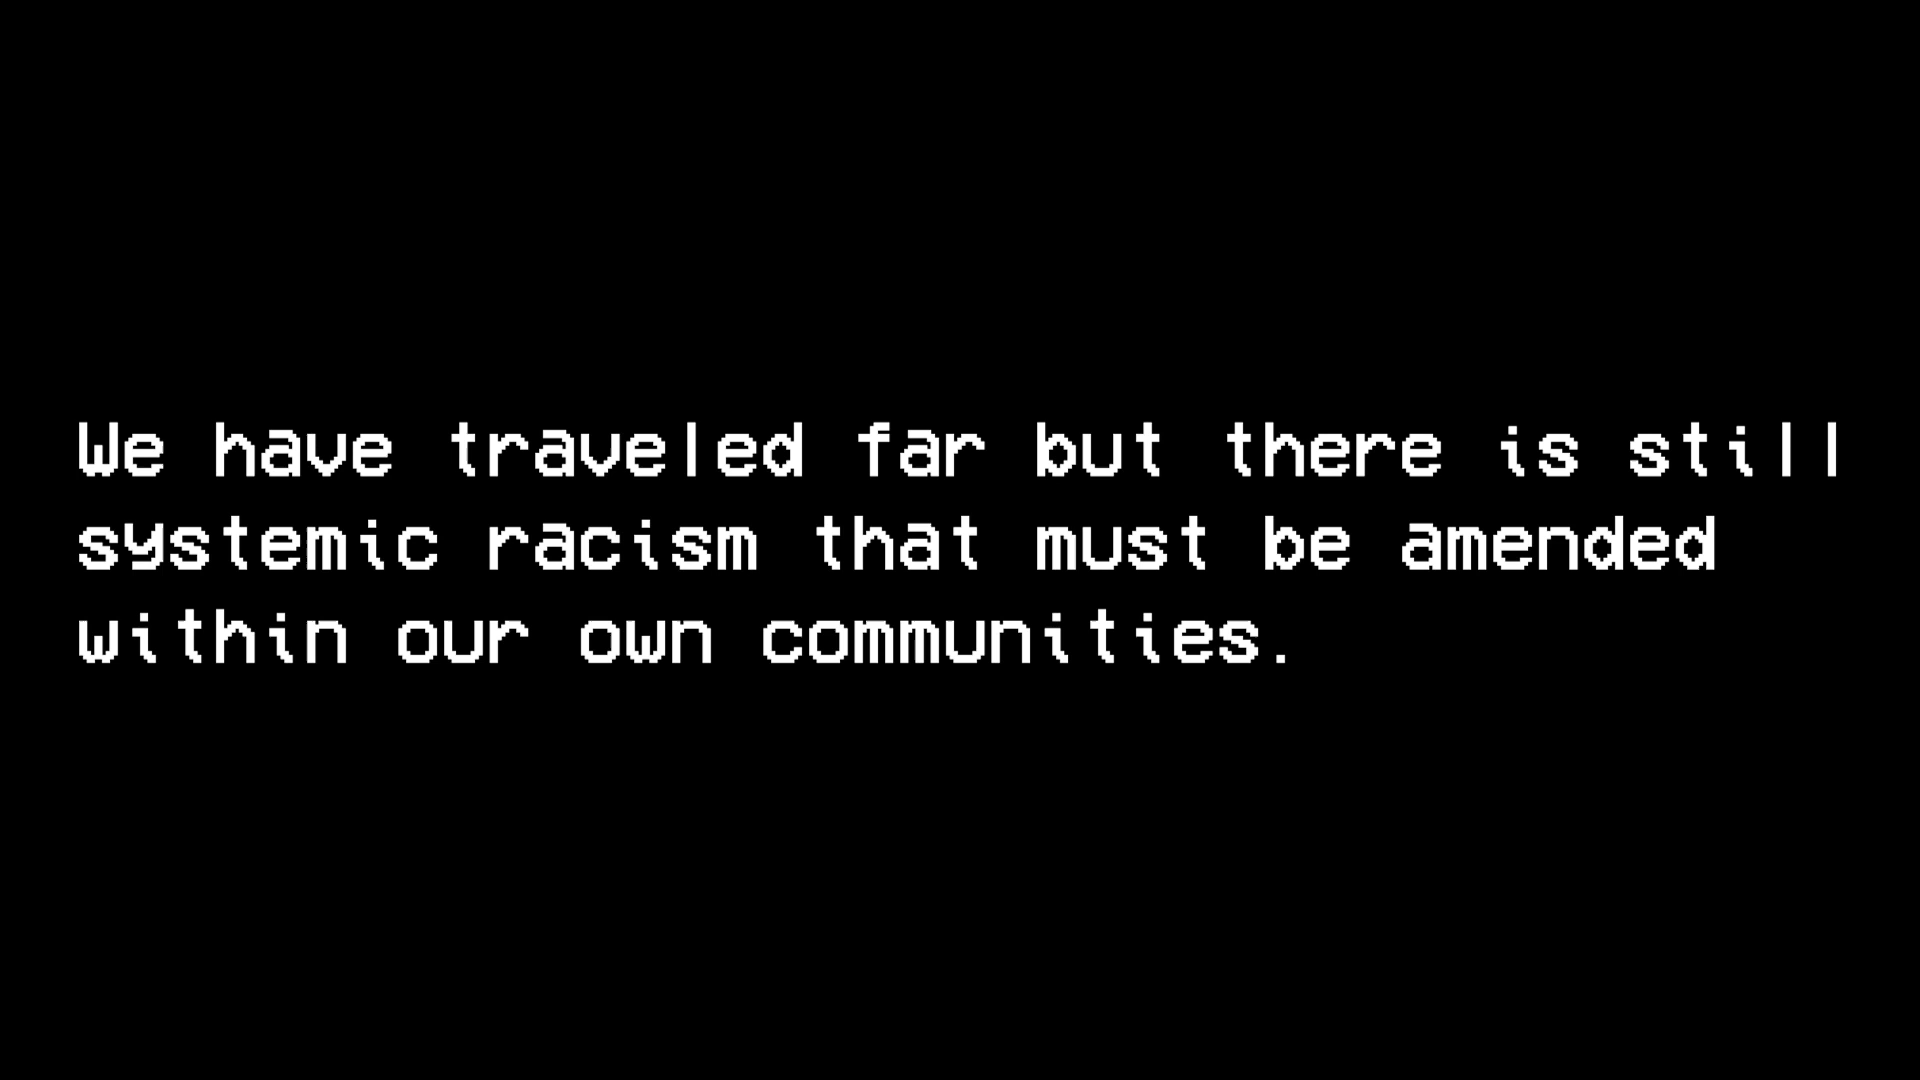 We have traveled far but there is still
systemic racism that must be amended
within our own communities.